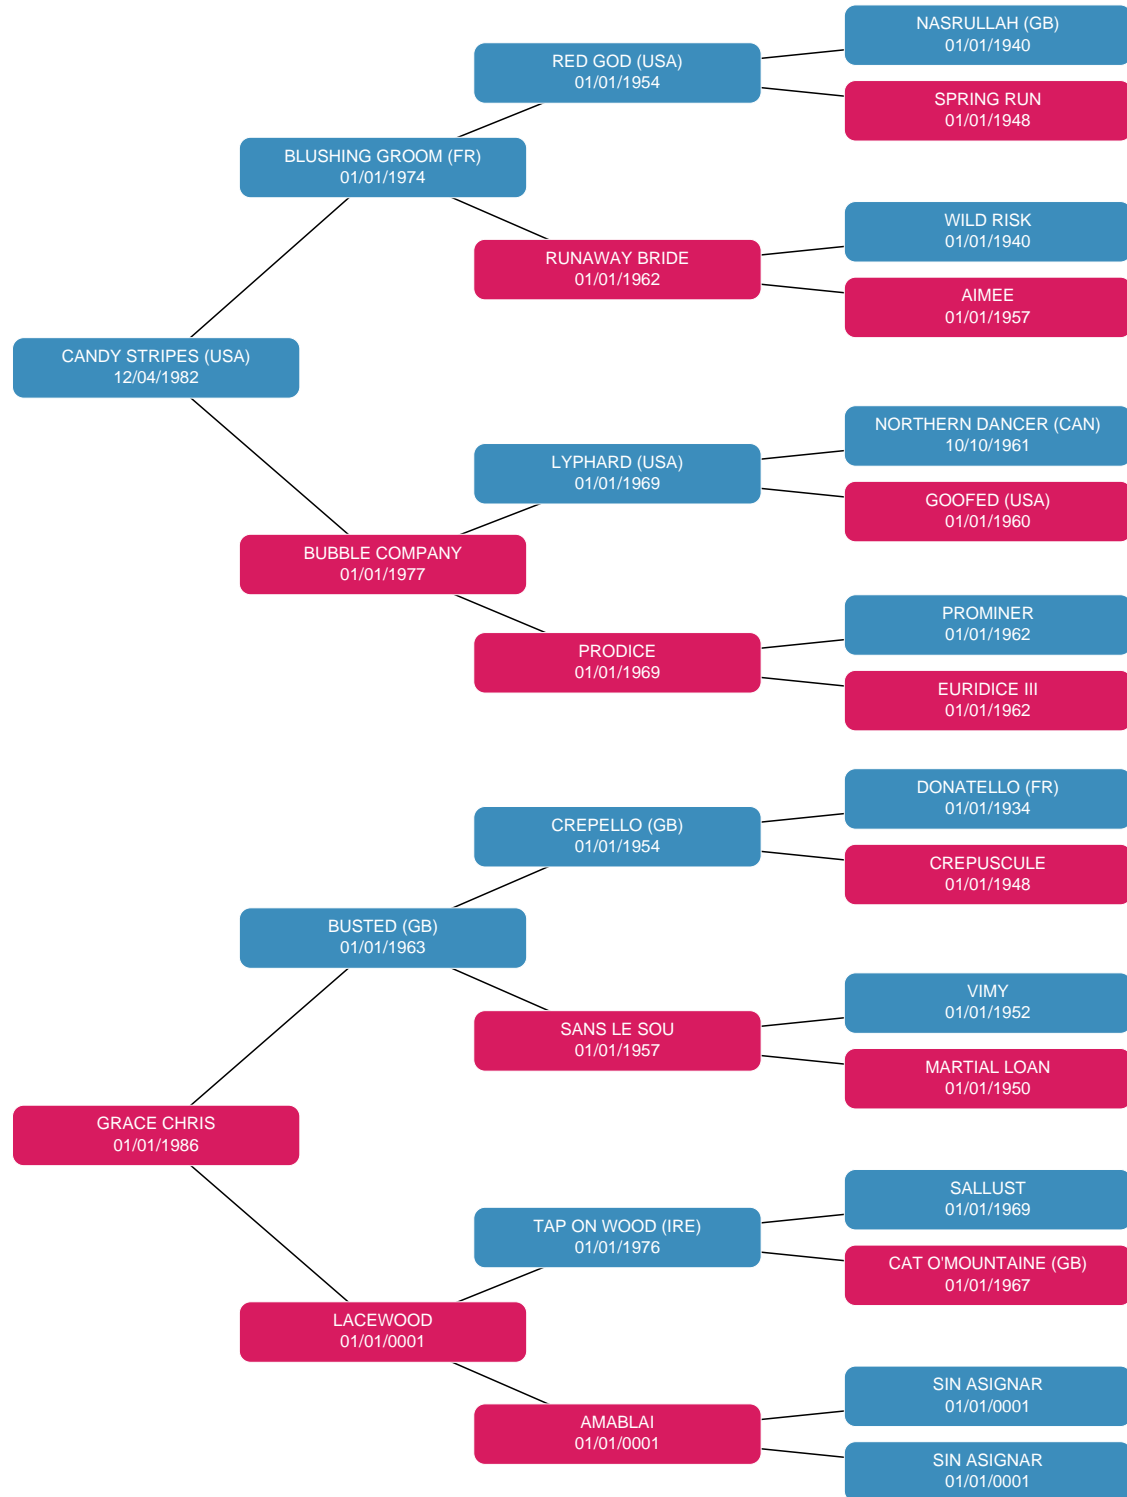 NASRULLAH (GB)
01/01/1940
RED GOD (USA)
01/01/1954
SPRING RUN
01/01/1948
BLUSHING GROOM (FR)
01/01/1974
WILD RISK
01/01/1940
RUNAWAY BRIDE
01/01/1962
AIMEE
01/01/1957
CANDY STRIPES (USA)
12/04/1982
NORTHERN DANCER (CAN)
10/10/1961
LYPHARD (USA)
01/01/1969
GOOFED (USA)
01/01/1960
BUBBLE COMPANY
01/01/1977
PROMINER
01/01/1962
PRODICE
01/01/1969
EURIDICE III
01/01/1962
DONATELLO (FR)
01/01/1934
CREPELLO (GB)
01/01/1954
CREPUSCULE
01/01/1948
BUSTED (GB)
01/01/1963
VIMY
01/01/1952
SANS LE SOU
01/01/1957
MARTIAL LOAN
01/01/1950
GRACE CHRIS
01/01/1986
SALLUST
01/01/1969
TAP ON WOOD (IRE)
01/01/1976
CAT O'MOUNTAINE (GB)
01/01/1967
LACEWOOD
01/01/0001
SIN ASIGNAR
01/01/0001
AMABLAI
01/01/0001
SIN ASIGNAR
01/01/0001